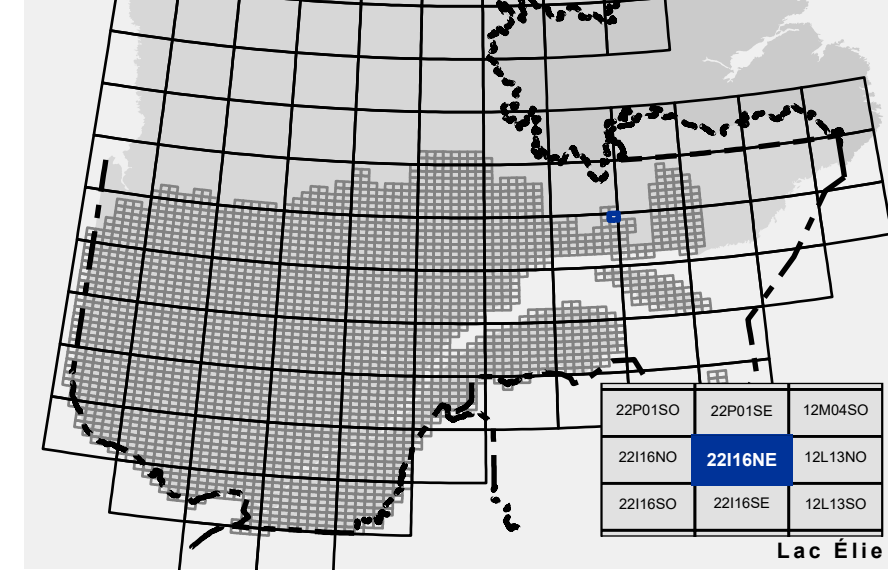 22P01SO 22P01SE 12M04SO
22I16NO 22I16NE 12L13NO
22I16SO 22I16SE 12L13SO
Lac Élie